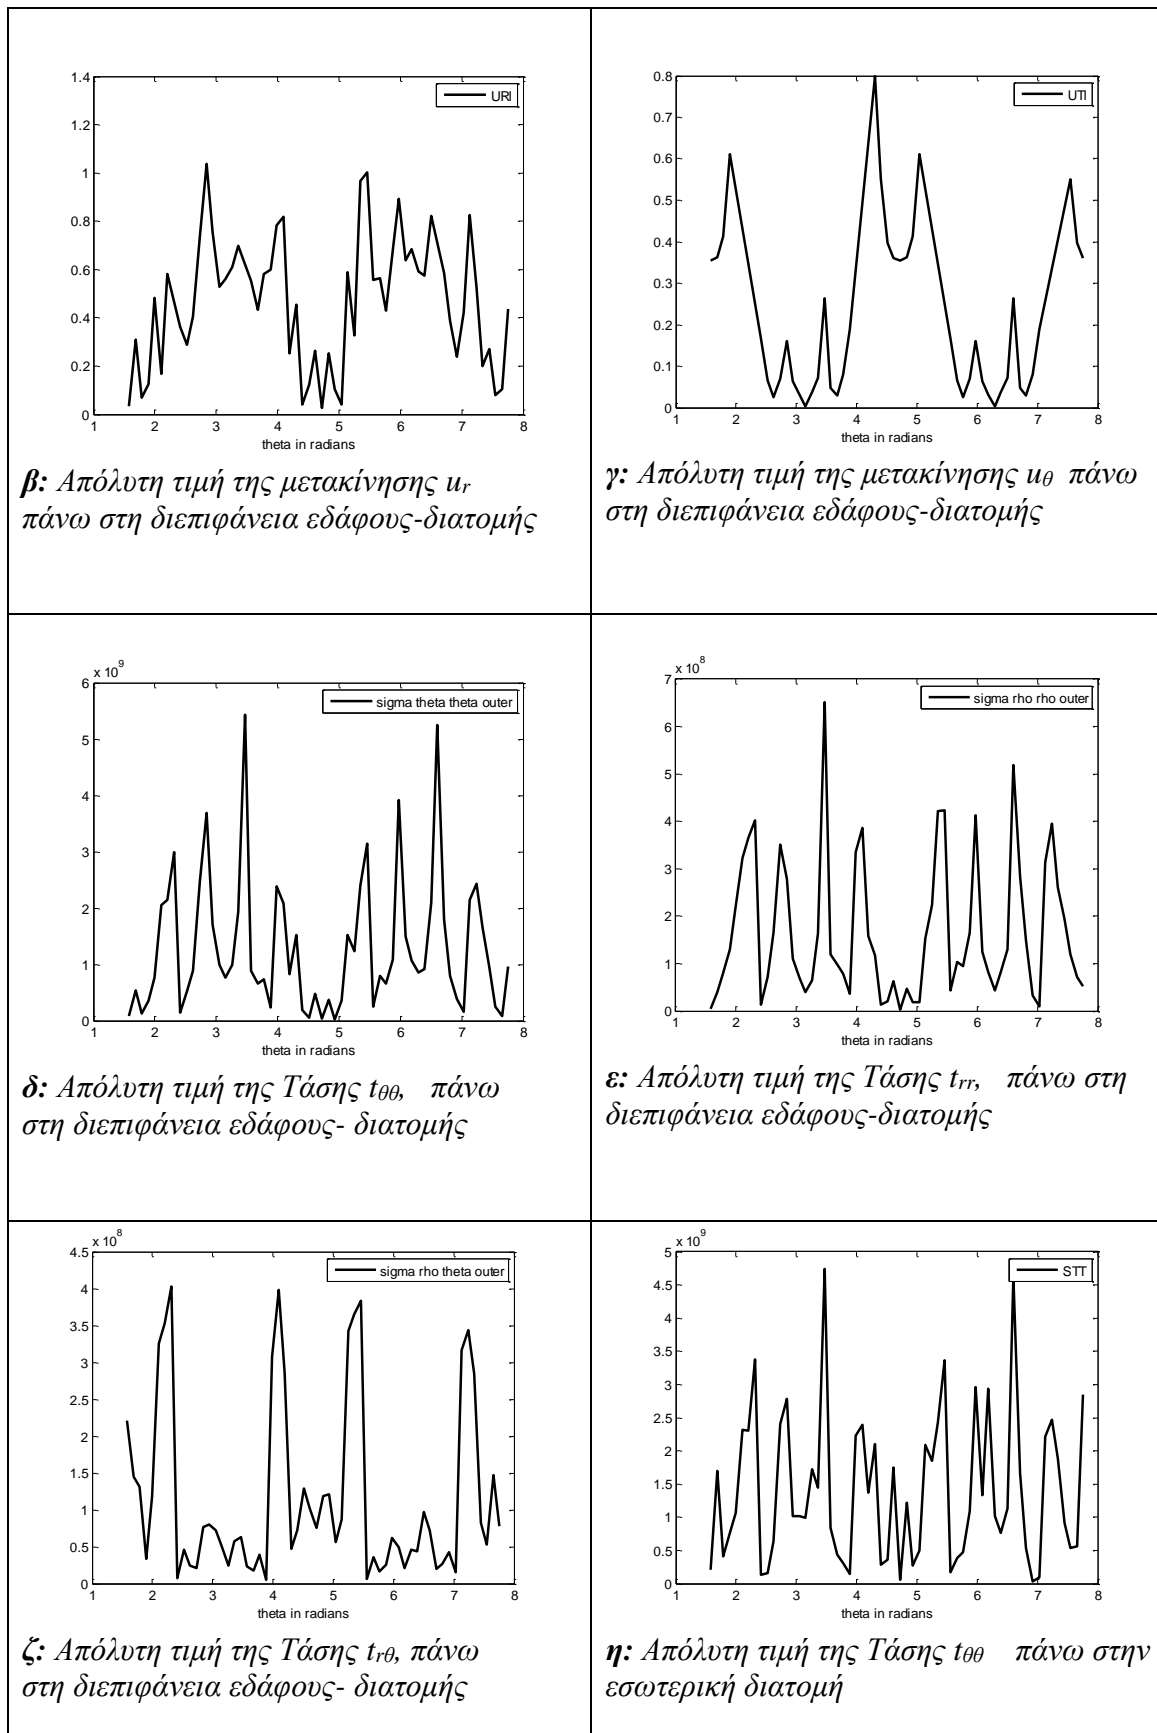 1.4
1.2
1
0.8
0.6
0.4
0.2
0
1 2 3 4 5 6 7 8
theta in radians
URI
β: Απόλυτη τιμή της μετακίνησης ur
πάνω στη διεπιφάνεια εδάφους-διατομής
0.8
0.7
0.6
0.5
0.4
0.3
0.2
0.1
0
1 2 3 4 5 6 7 8
theta in radians
UTI
γ: Απόλυτη τιμή της μετακίνησης uθ πάνω
στη διεπιφάνεια εδάφους-διατομής
x 10^9
6
5
4
3
2
1
0
1 2 3 4 5 6 7 8
theta in radians
sigma theta theta outer
δ: Απόλυτη τιμή της Τάσης tθθ, πάνω
στη διεπιφάνεια εδάφους- διατομής
x 10^8
7
6
5
4
3
2
1
0
1 2 3 4 5 6 7 8
theta in radians
sigma rho rho outer
ε: Απόλυτη τιμή της Τάσης trr, πάνω στη
διεπιφάνεια εδάφους-διατομής
x 10^8
4.5
4
3.5
3
2.5
2
1.5
1
0.5
0
1 2 3 4 5 6 7 8
theta in radians
sigma rho theta outer
ζ: Απόλυτη τιμή της Τάσης trθ, πάνω
στη διεπιφάνεια εδάφους- διατομής
x 10^9
5
4.5
4
3.5
3
2.5
2
1.5
1
0.5
0
1 2 3 4 5 6 7 8
theta in radians
STT
η: Απόλυτη τιμή της Τάσης tθθ πάνω στην
εσωτερική διατομή